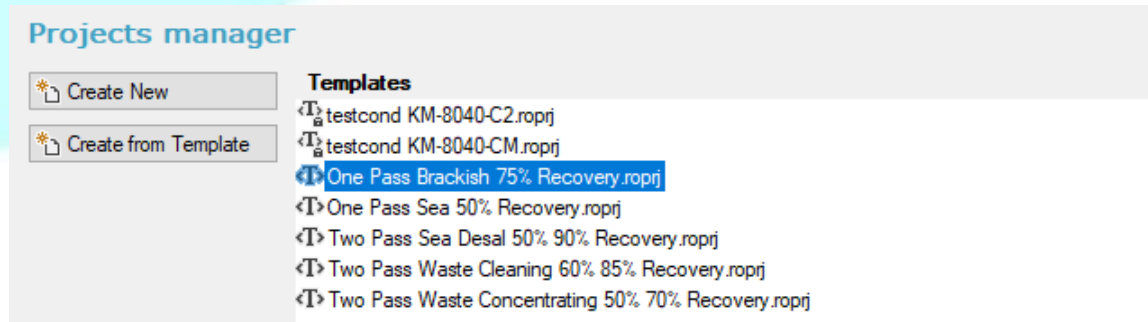 Projects manager
Create New
Create from Template
Templates
testcond KM-8040-C2.roprj
testcond KM-8040-CM.roprj
One Pass Brackish 75% Recovery.roprj
One Pass Sea 50% Recovery.roprj
Two Pass Sea Desal 50% 90% Recovery.roprj
Two Pass Waste Cleaning 60% 85% Recovery.roprj
Two Pass Waste Concentrating 50% 70% Recovery.roprj